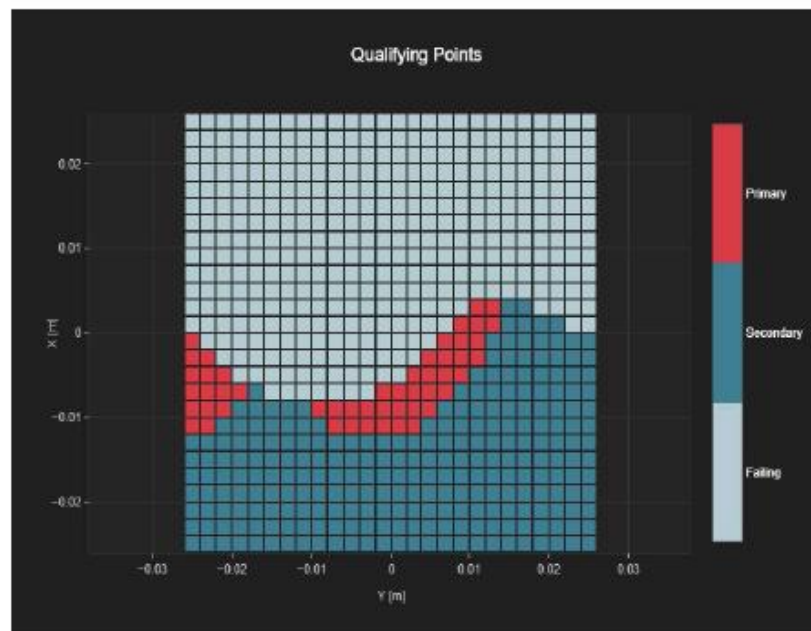 Qualifying Points
0.02
0.01
0
−0.01
−0.02
X [m]
−0.03
−0.02
−0.01
0
0.01
0.02
0.03
Y [m]
Primary
Secondary
Failing